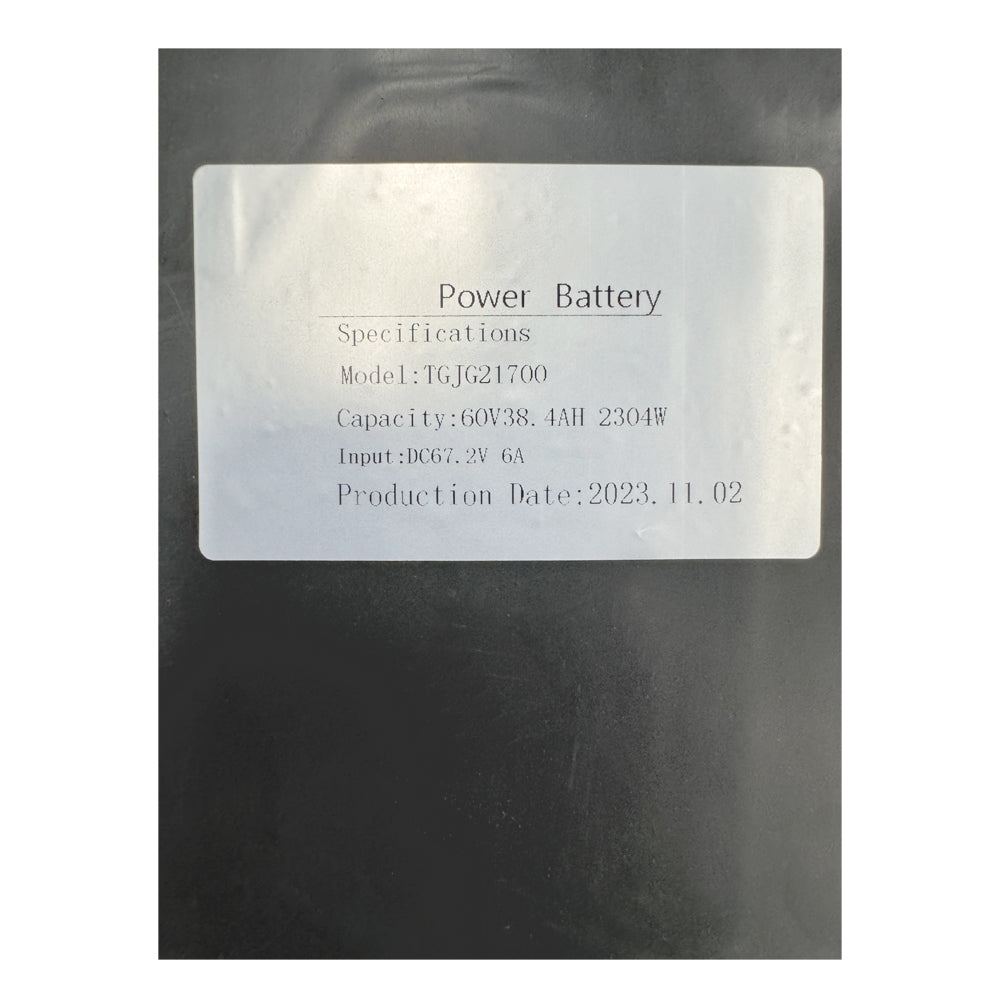 Power Battery
Specifications
Model:TGJG21700
Capacity:60V38.4AH 2304W
Input:DC67.2V 6A
Production Date:2023.11.02